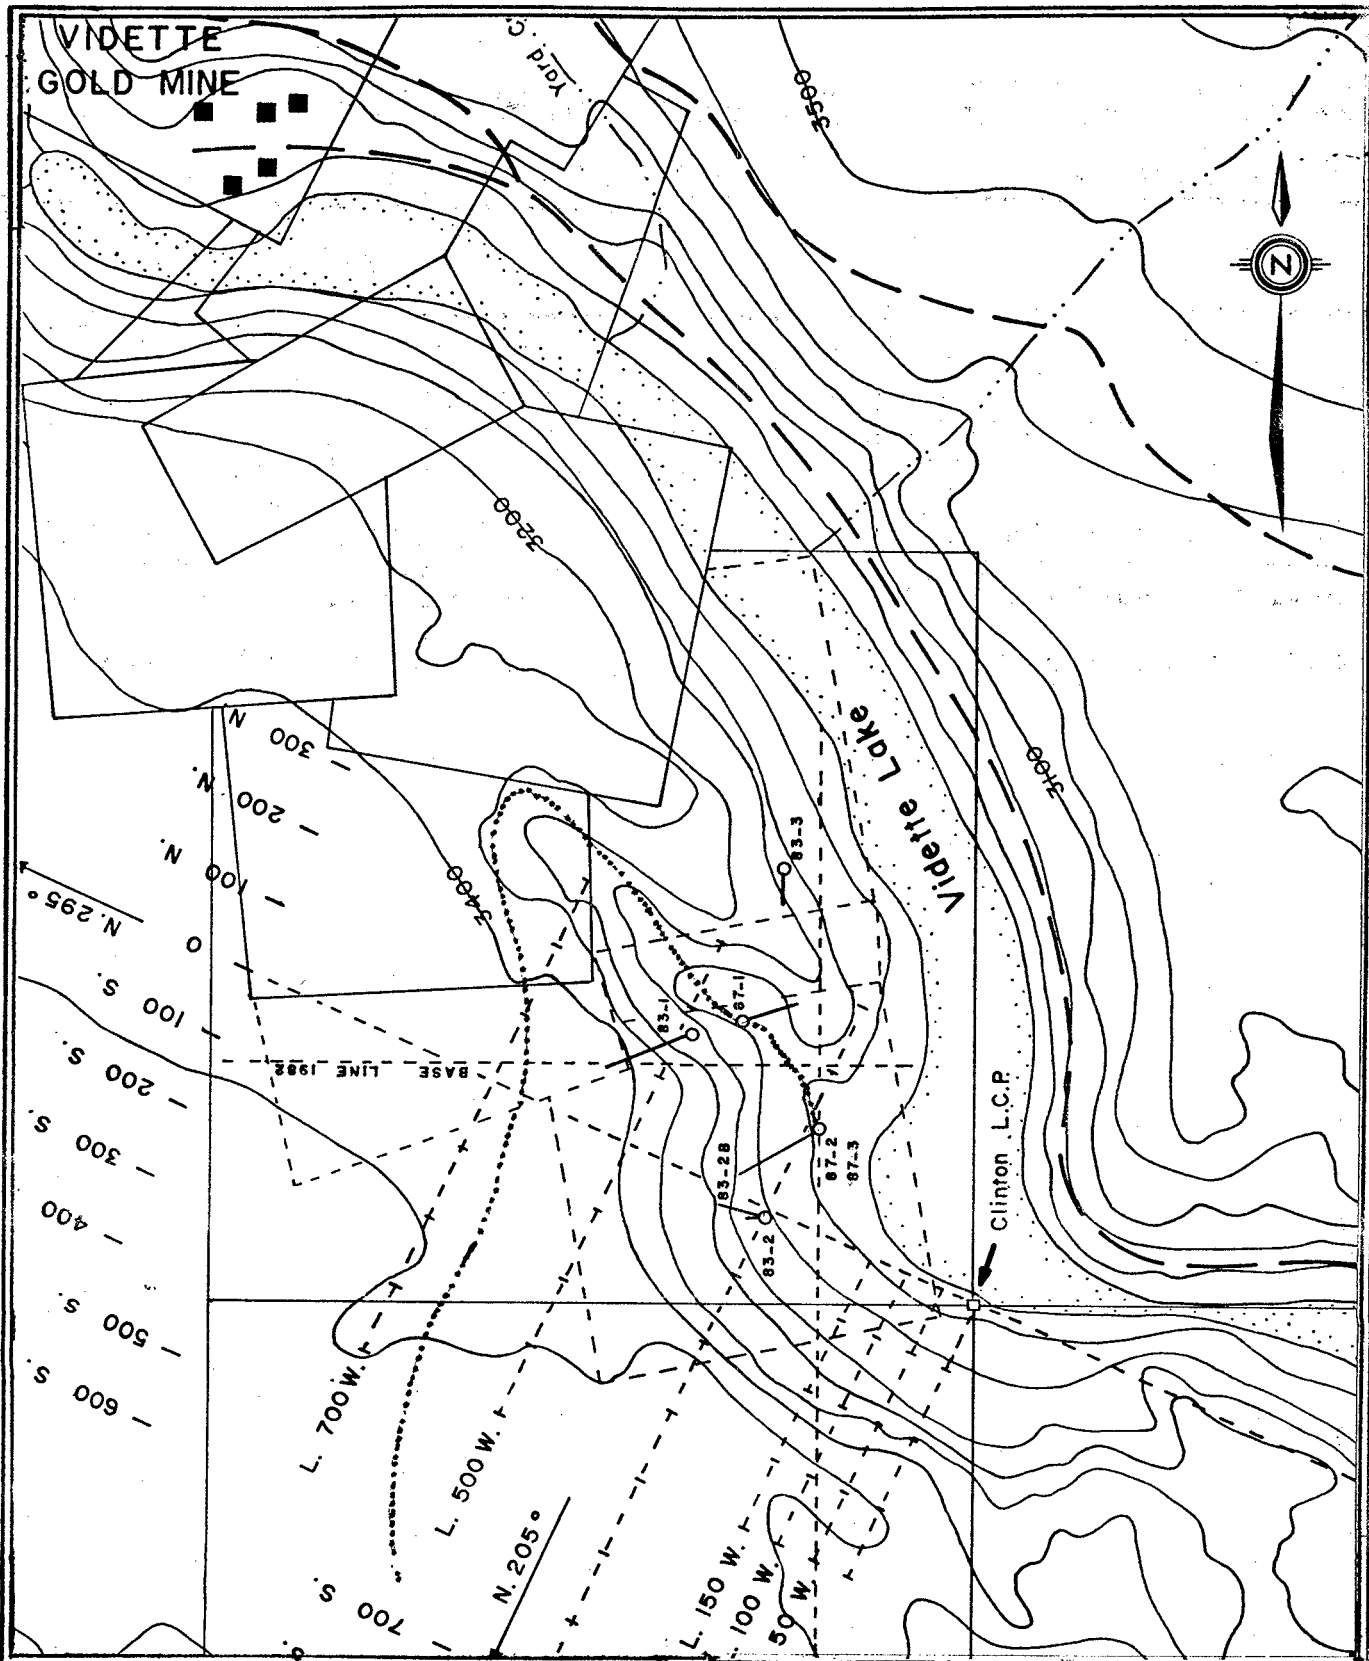 VIDETTE
GOLD MINE
Yard. C.
3500
N
3200
Vidette Lake
3100
300 N
200 N.
100 N.
3400
83-3
N. 295°
O
100 S.
200 S.
300 S.
400 S.
500 S.
600 S.
700 S.
83-1
87-1
BASE LINE 1982
83-2B
87-2
87-3
83-2
Clinton L.C.P.
L. 700 W.
L. 500 W.
N. 205°
L. 150 W.
100 W.
50 W.